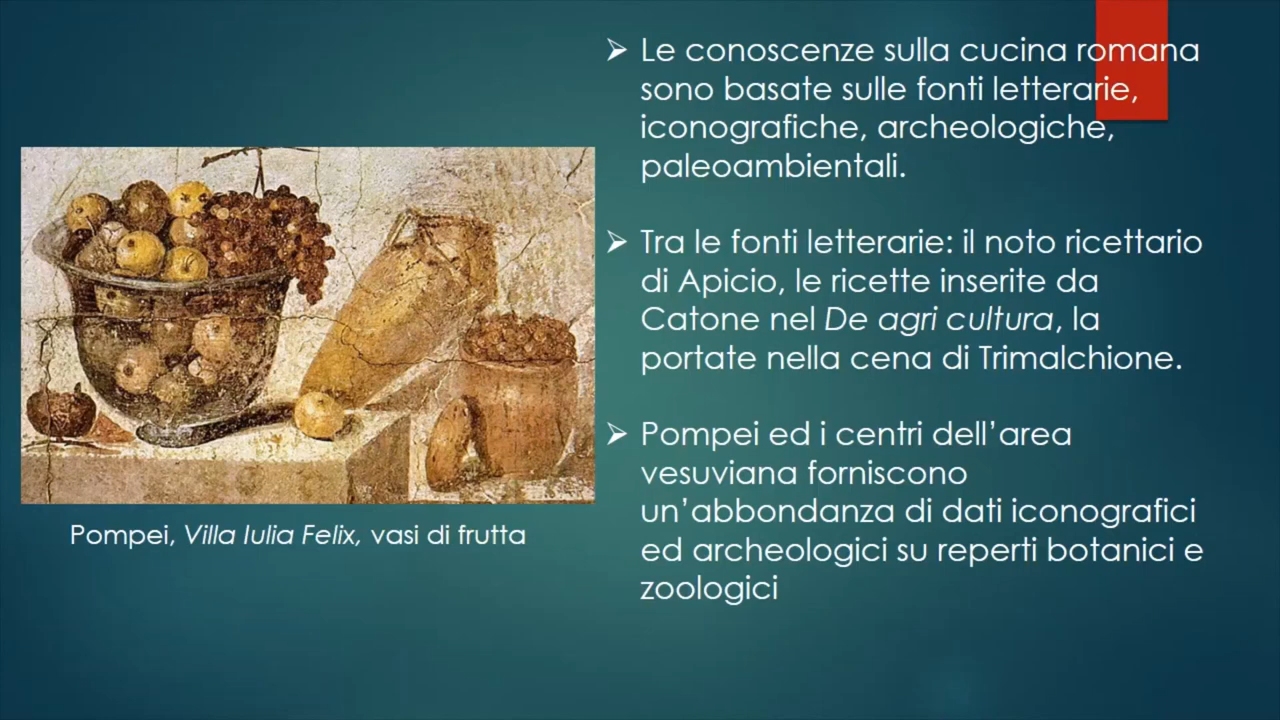 ➢ Le conoscenze sulla cucina romana
sono basate sulle fonti letterarie,
iconografiche, archeologiche,
paleoambientali.
➢ Tra le fonti letterarie: il noto ricettario
di Apicio, le ricette inserite da
Catone nel De agri cultura, la
portate nella cena di Trimalchione.
➢ Pompei ed i centri dell’area
vesuviana forniscono
un’abbondanza di dati iconografici
ed archeologici su reperti botanici e
zoologici
Pompei, Villa Iulia Felix, vasi di frutta